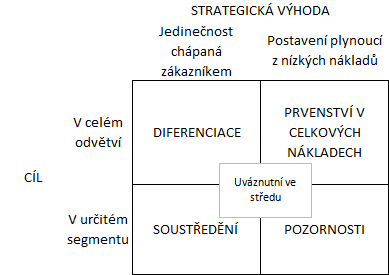 STRATEGICKÁ VÝHODA
Jedinečnost
chápaná
zákazníkem
Postavení plynoucí
z nízkých nákladů
V celém
odvětví
DIFERENCIACE
PRVENSTVÍ V
CELKOVÝCH
NÁKLADECH
CÍL
Uváznutní ve
středu
V určitém
segmentu
SOUSTŘEDĚNÍ
POZORNOSTI